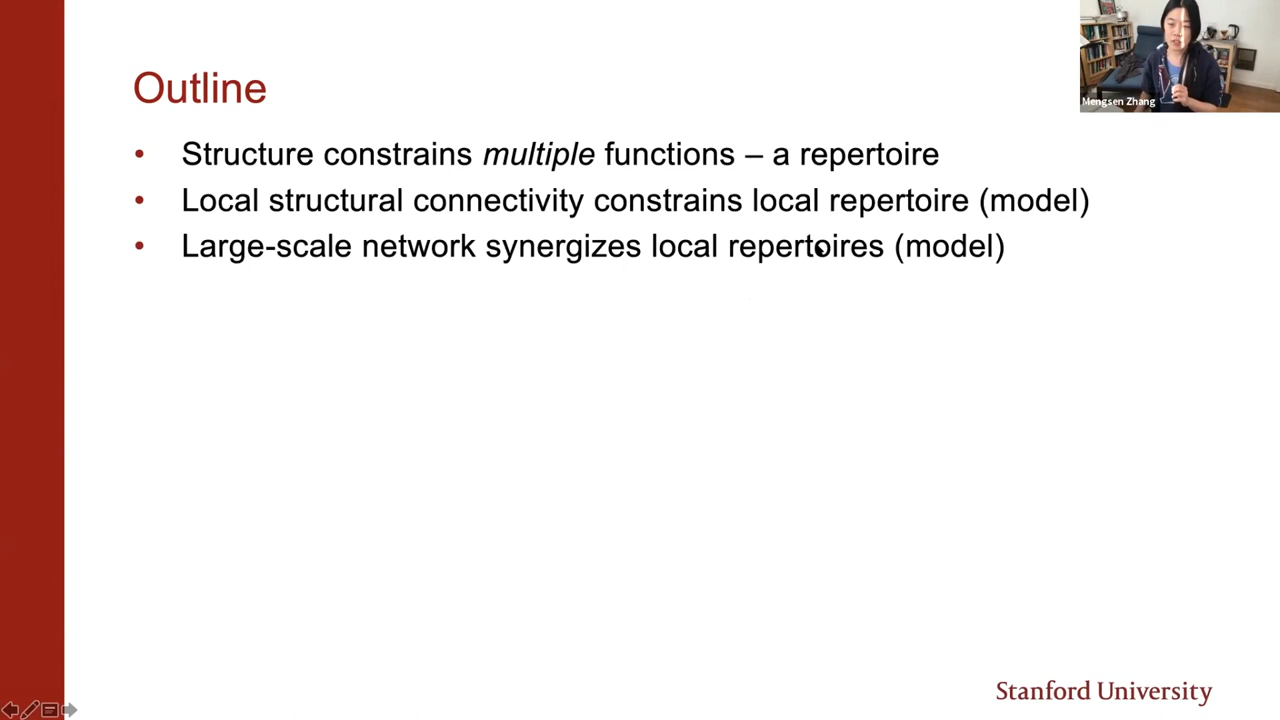 Outline
• Structure constrains multiple functions – a repertoire
• Local structural connectivity constrains local repertoire (model)
• Large-scale network synergizes local repertoires (model)
Mengsen Zhang
Stanford University